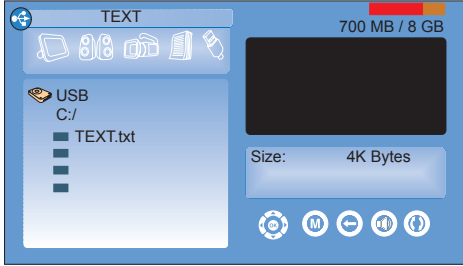 TEXT
700 MB / 8 GB
USB
C:/
TEXT.txt
Size: 4K Bytes
OK
M